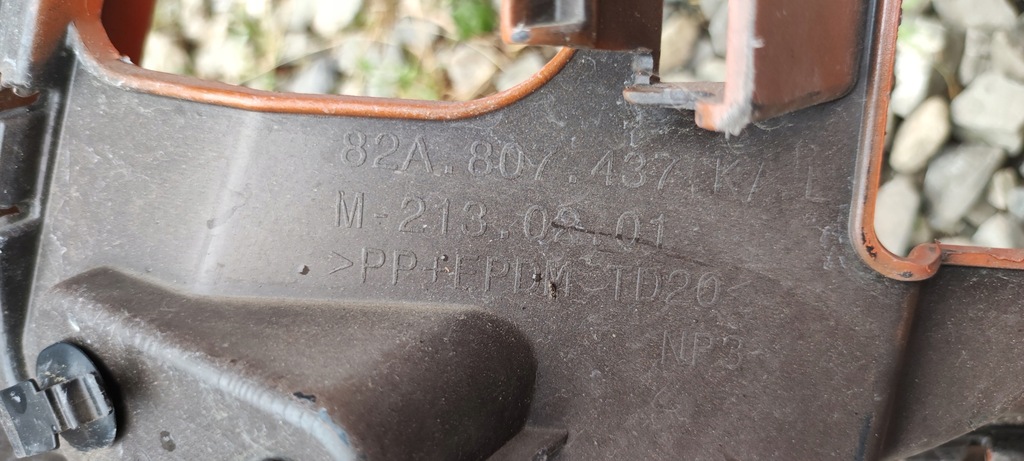 82A.807.437 K/ L
M-213.02.01
>PP+EPDM-TD20
NP3